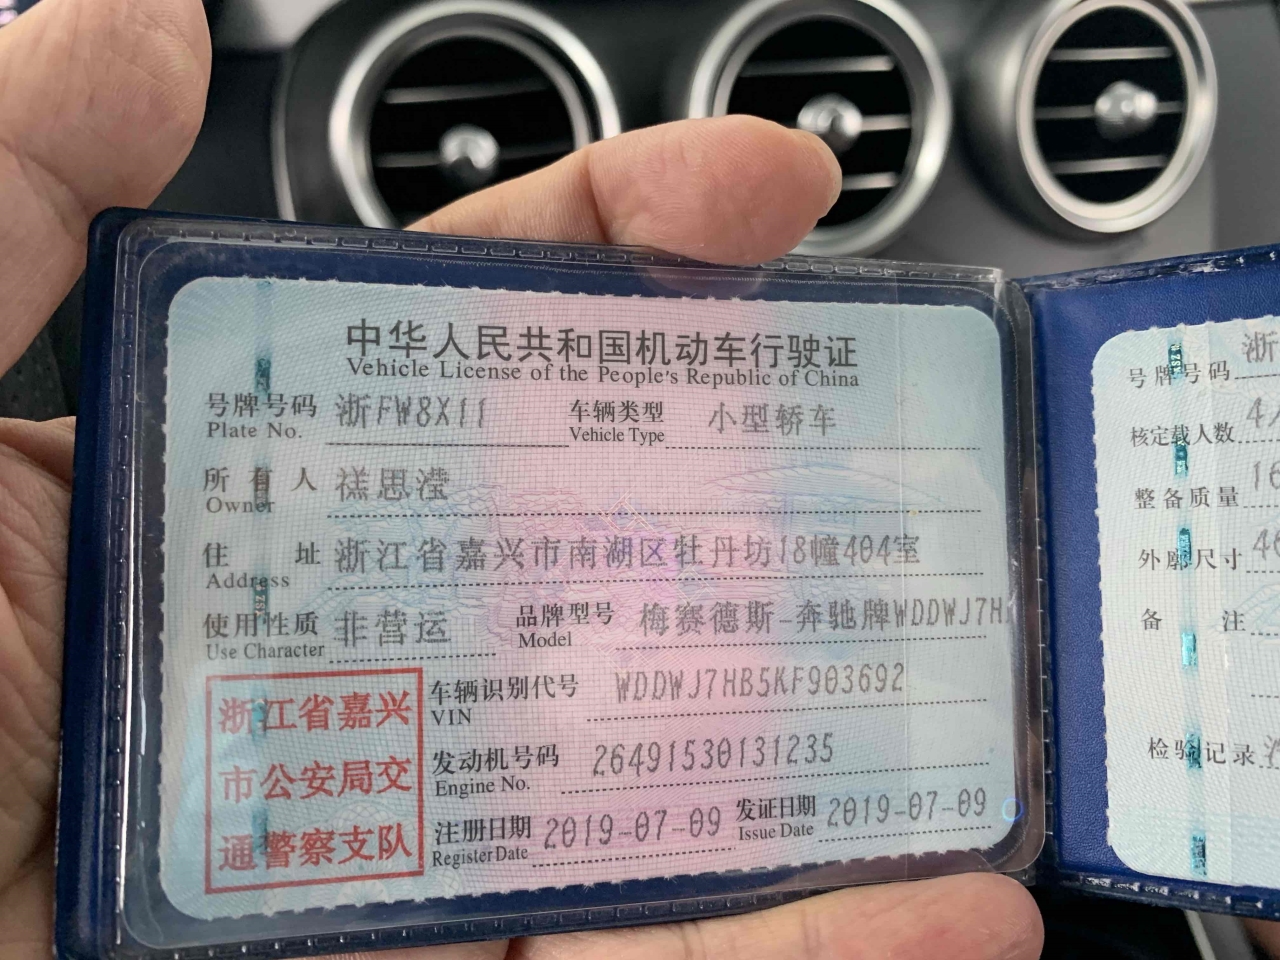 中华人民共和国机动车行驶证
Vehicle License of the People's Republic of China
号牌号码 浙FW8X11 车辆类型 小型轿车
Plate No. Vehicle Type
所有人 禚思滢
Owner
住址 浙江省嘉兴市南湖区牡丹坊18幢404室
Address
使用性质 非营运 品牌型号 梅赛德斯-奔驰牌WDDWJ7H
Use Character Model
浙江省嘉兴
市公安局交
通警察支队
车辆识别代号 WDDWJ7HB5KF903692
VIN
发动机号码 26491530131235
Engine No.
注册日期 2019-07-09 发证日期 2019-07-09
Register Date Issue Date
号牌号码 浙
核定载人数 4
整备质量 16
外廓尺寸 46
备注
检验记录